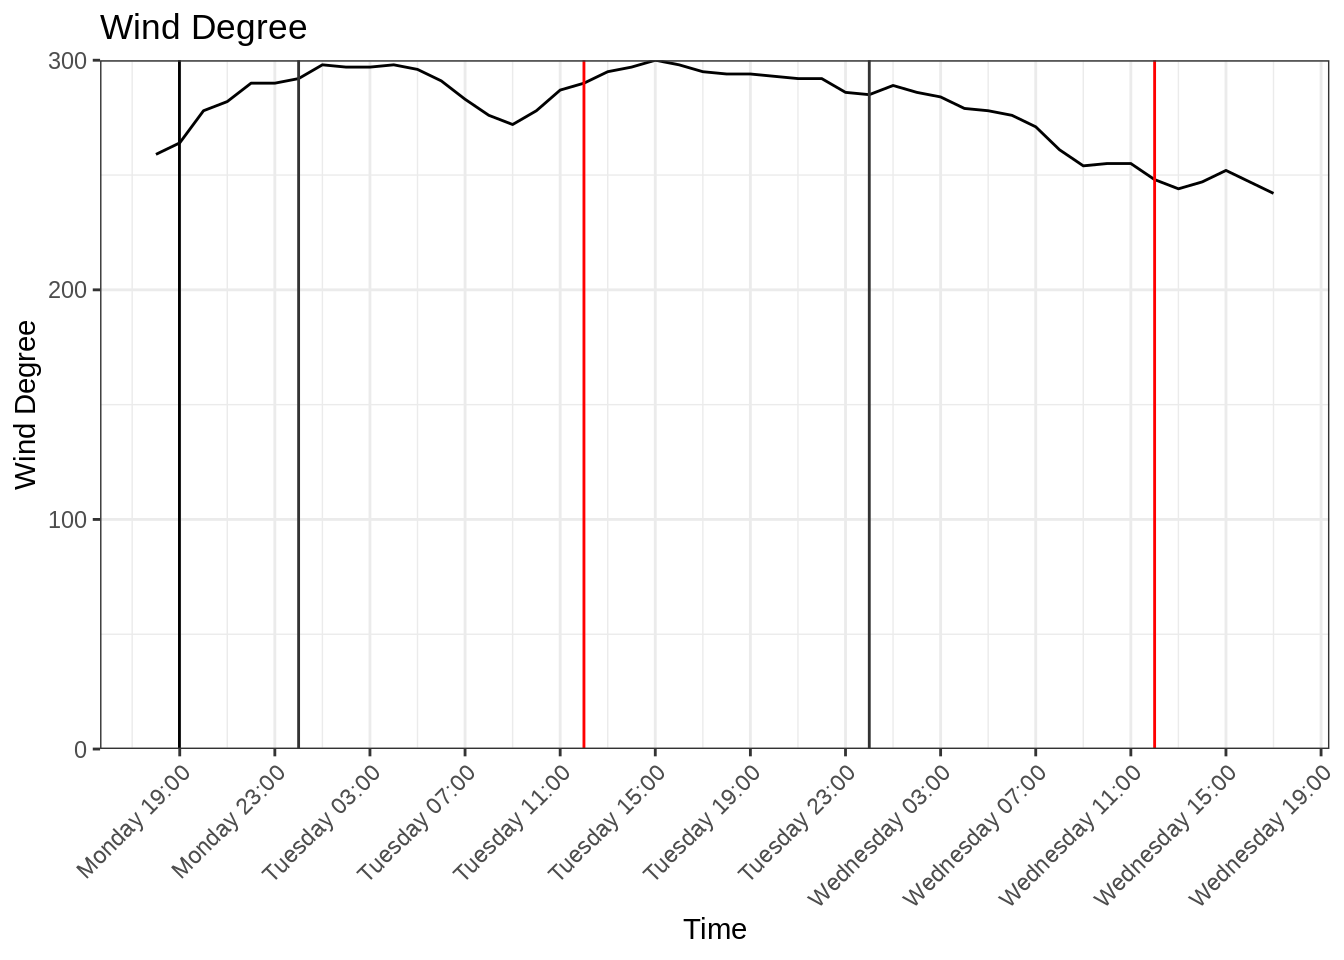 Wind Degree
300
200
100
0
Wind Degree
Monday 19:00
Monday 23:00
Tuesday 03:00
Tuesday 07:00
Tuesday 11:00
Tuesday 15:00
Tuesday 19:00
Tuesday 23:00
Wednesday 03:00
Wednesday 07:00
Wednesday 11:00
Wednesday 15:00
Wednesday 19:00
Time